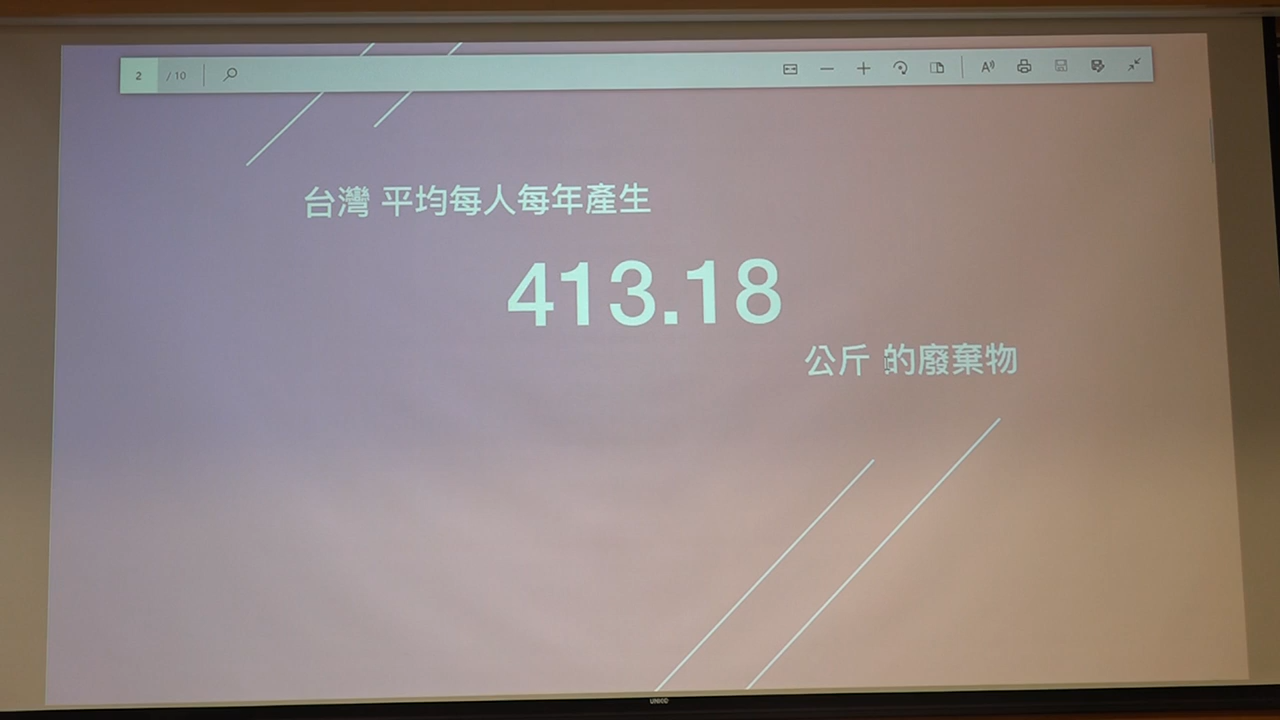 2 / 10
台灣 平均每人每年產生
413.18
公斤 的廢棄物